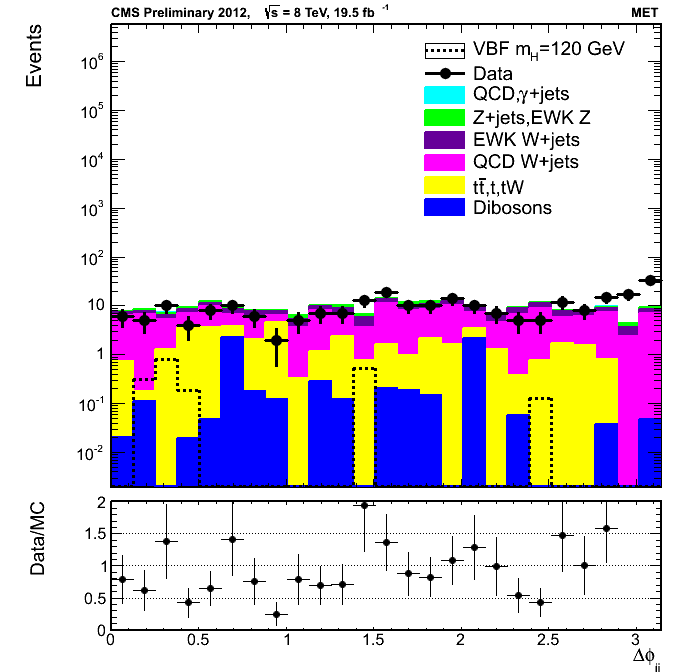 CMS Preliminary 2012, √s = 8 TeV, 19.5 fb⁻¹ MET
Events
VBF m_H=120 GeV
Data
QCD,γ+jets
Z+jets,EWK Z
EWK W+jets
QCD W+jets
tt̄,t,tW
Dibosons
10⁶
10⁵
10⁴
10³
10²
10
1
10⁻¹
10⁻²
Data/MC
2
1.5
1
0.5
0
0 0.5 1 1.5 2 2.5 3
Δφ_jj